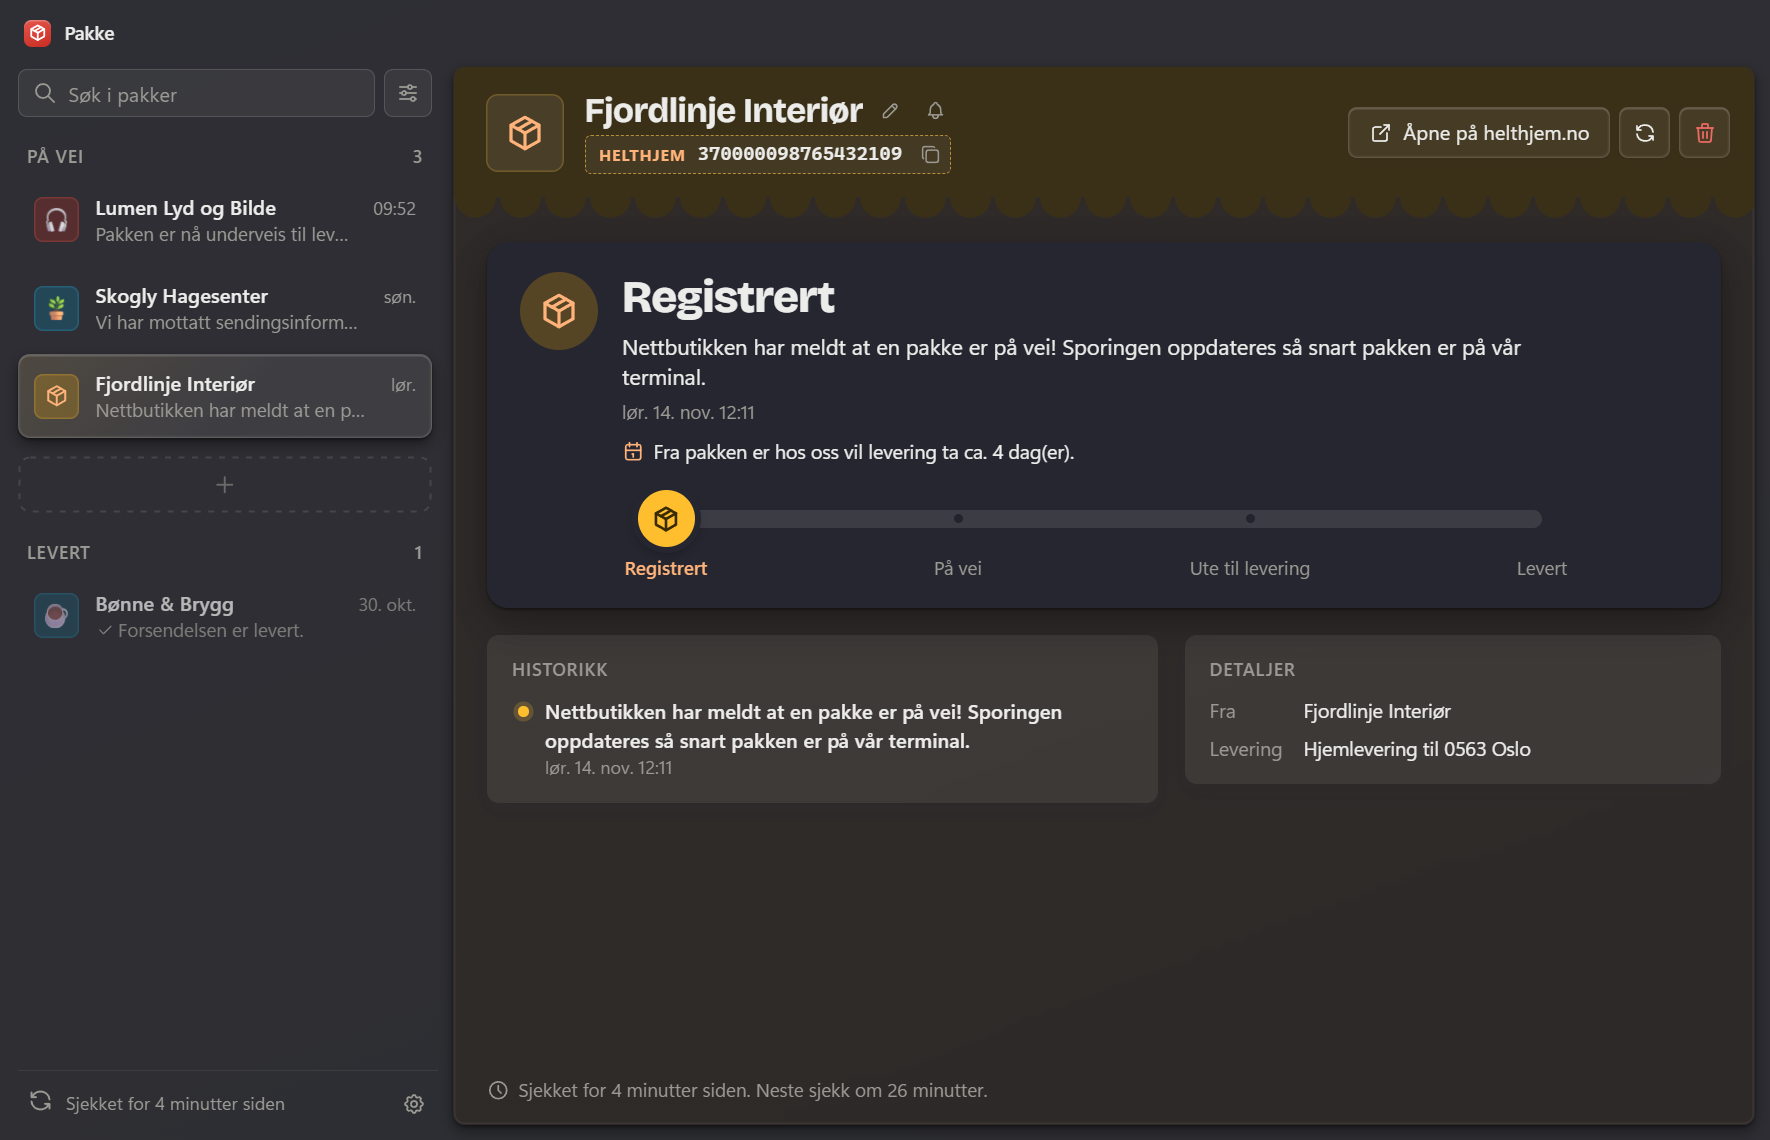 Pakke
Søk i pakker
PÅ VEI 3
Lumen Lyd og Bilde 09:52
Pakken er nå underveis til lev...
Skogly Hagesenter søn.
Vi har mottatt sendingsinform...
Fjordlinje Interiør lør.
Nettbutikken har meldt at en p...
LEVERT 1
Bønne & Brygg 30. okt.
Forsendelsen er levert.
Sjekket for 4 minutter siden
Fjordlinje Interiør
HELTHJEM 370000098765432109
Åpne på helthjem.no
Registrert
Nettbutikken har meldt at en pakke er på vei! Sporingen oppdateres så snart pakken er på vår
terminal.
lør. 14. nov. 12:11
Fra pakken er hos oss vil levering ta ca. 4 dag(er).
Registrert På vei Ute til levering Levert
HISTORIKK
Nettbutikken har meldt at en pakke er på vei! Sporingen
oppdateres så snart pakken er på vår terminal.
lør. 14. nov. 12:11
DETALJER
Fra Fjordlinje Interiør
Levering Hjemlevering til 0563 Oslo
Sjekket for 4 minutter siden. Neste sjekk om 26 minutter.